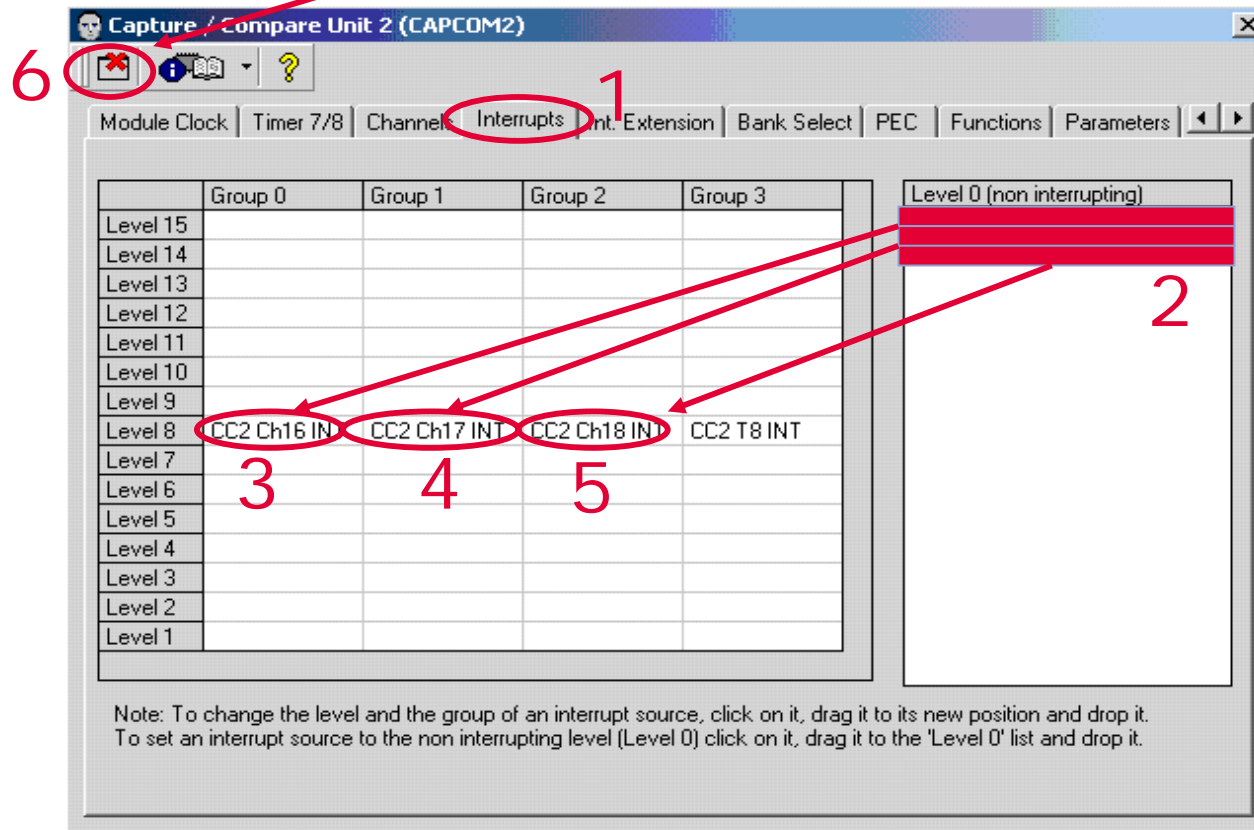 Capture / Compare Unit 2 (CAPCOM2)
6
1
Module Clock Timer 7/8 Channels Interrupts Int. Extension Bank Select PEC Functions Parameters
Group 0 Group 1 Group 2 Group 3 Level 0 (non interrupting)
Level 15
Level 14
Level 13
2
Level 12
Level 11
Level 10
Level 9
Level 8 CC2 Ch16 IN CC2 Ch17 INT CC2 Ch18 INT CC2 T8 INT
Level 7
3 4 5
Level 6
Level 5
Level 4
Level 3
Level 2
Level 1
Note: To change the level and the group of an interrupt source, click on it, drag it to its new position and drop it.
To set an interrupt source to the non interrupting level (Level 0) click on it, drag it to the 'Level 0' list and drop it.